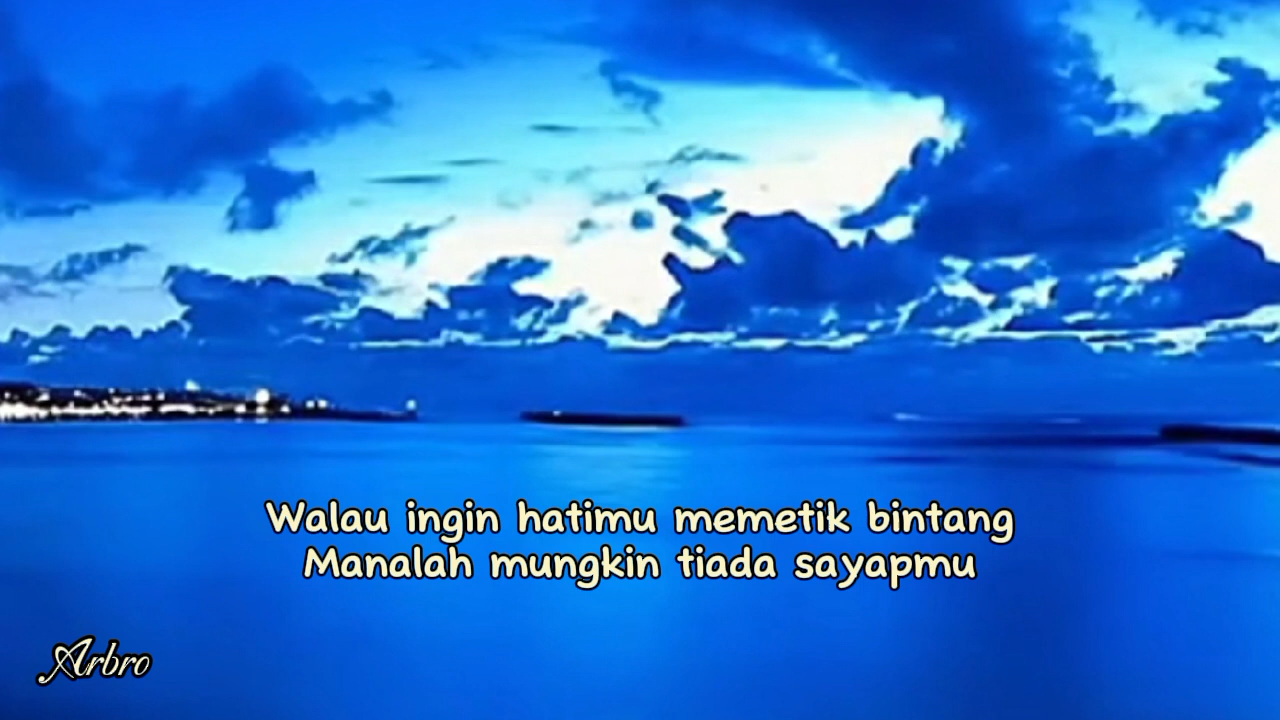 Walau ingin hatimu memetik bintang
Manalah mungkin tiada sayapmu
Arbro